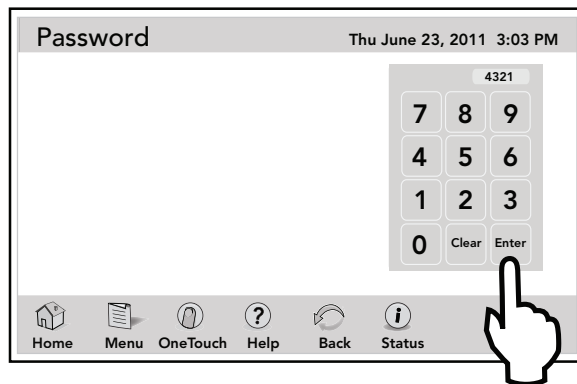 Password Thu June 23, 2011 3:03 PM
4321
7 8 9
4 5 6
1 2 3
0 Clear Enter
? i
Home Menu OneTouch Help Back Status